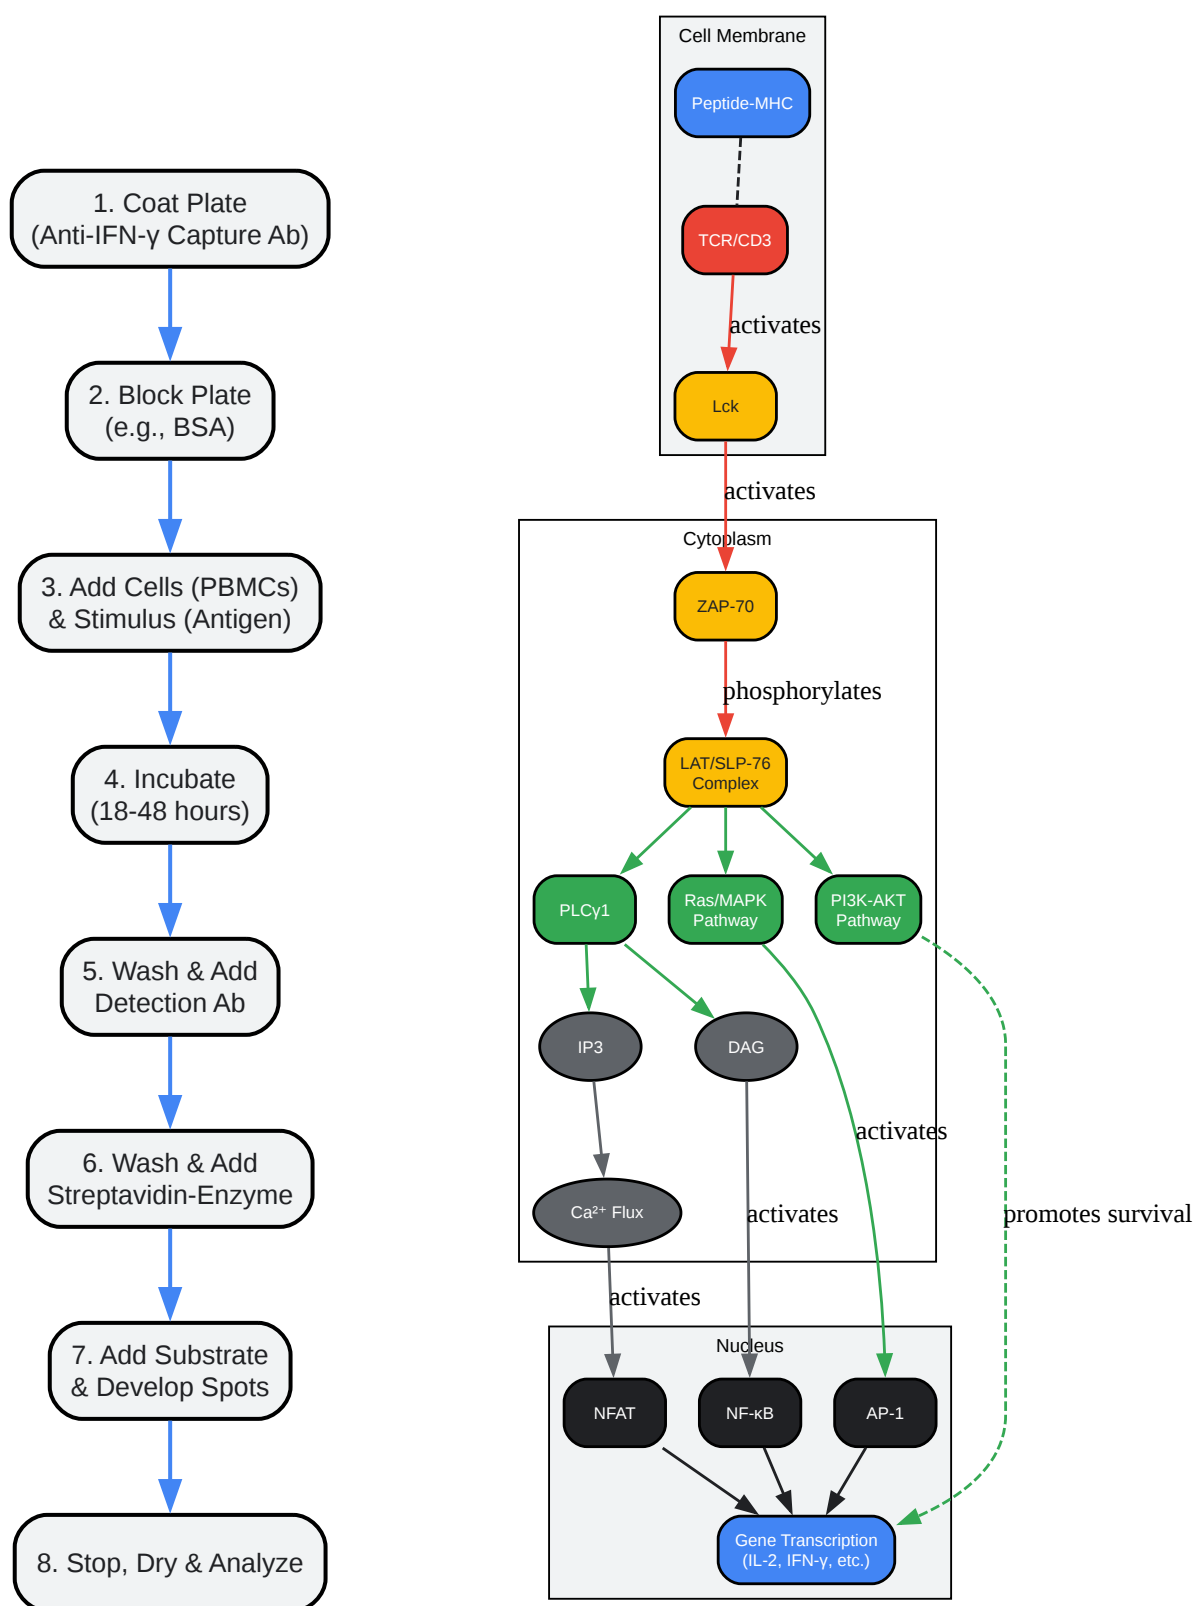 1. Coat Plate
(Anti-IFN-γ Capture Ab)
2. Block Plate
(e.g., BSA)
3. Add Cells (PBMCs)
& Stimulus (Antigen)
4. Incubate
(18-48 hours)
5. Wash & Add
Detection Ab
6. Wash & Add
Streptavidin-Enzyme
7. Add Substrate
& Develop Spots
8. Stop, Dry & Analyze
Cell Membrane
Peptide-MHC
TCR/CD3
activates
Lck
activates
Cytoplasm
ZAP-70
phosphorylates
LAT/SLP-76
Complex
PLCγ1
Ras/MAPK
Pathway
PI3K-AKT
Pathway
IP3
DAG
activates
Ca²⁺ Flux
activates
promotes survival
activates
Nucleus
NFAT
NF-κB
AP-1
Gene Transcription
(IL-2, IFN-γ, etc.)